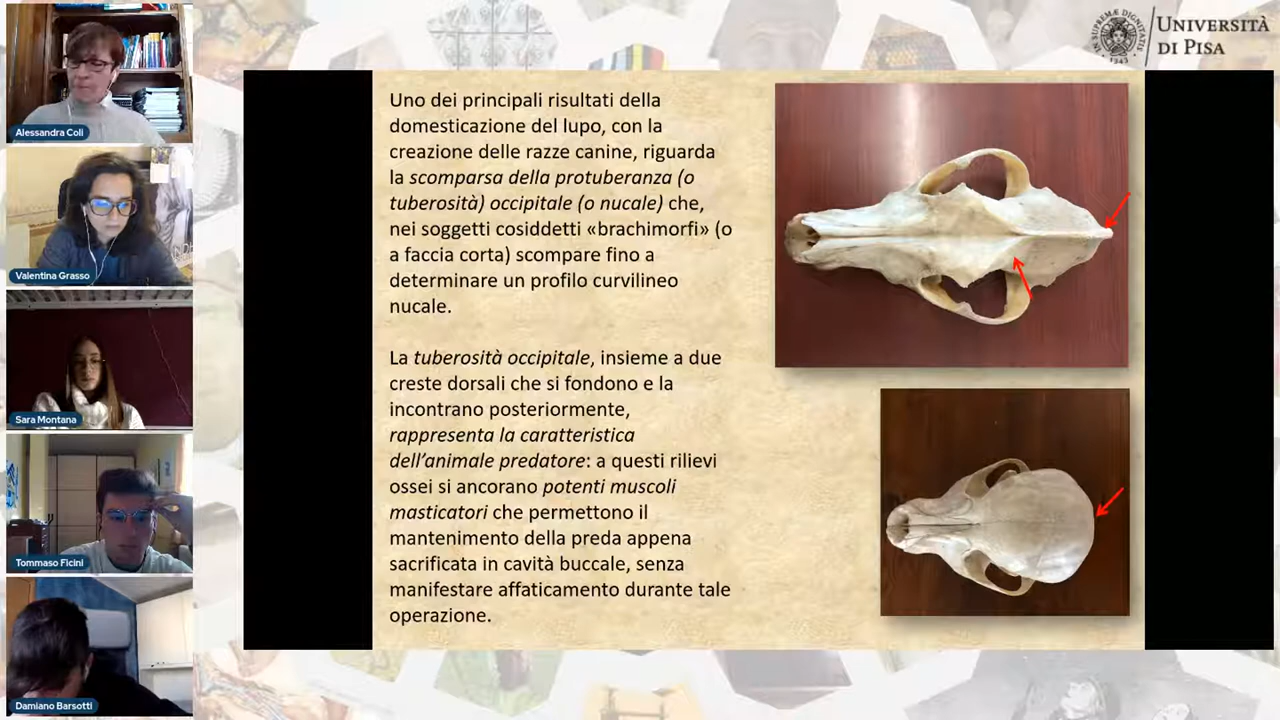 Alessandra Coli
Valentina Grasso
Sara Montana
Tommaso Ficini
Damiano Barsotti
Uno dei principali risultati della
domesticazione del lupo, con la
creazione delle razze canine, riguarda
la scomparsa della protuberanza (o
tuberosità) occipitale (o nucale) che,
nei soggetti cosiddetti «brachimorfi» (o
a faccia corta) scompare fino a
determinare un profilo curvilineo
nucale.
La tuberosità occipitale, insieme a due
creste dorsali che si fondono e la
incontrano posteriormente,
rappresenta la caratteristica
dell'animale predatore: a questi rilievi
ossei si ancorano potenti muscoli
masticatori che permettono il
mantenimento della preda appena
sacrificata in cavità buccale, senza
manifestare affaticamento durante tale
operazione.
IN SUPREMÆ DIGNITATIS
1343
UNIVERSITÀ
DI PISA